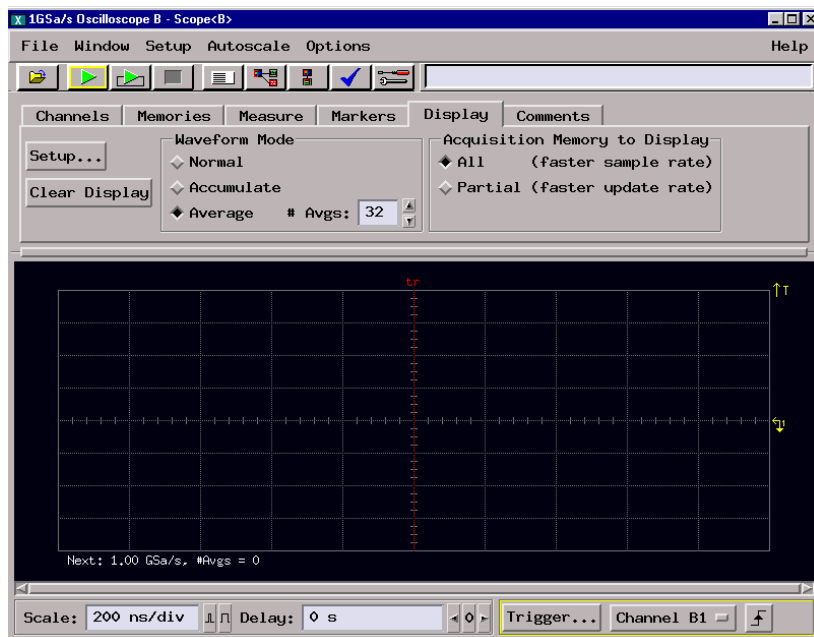 1GSa/s Oscilloscope B - Scope<B>
File Window Setup Autoscale Options Help
Channels Memories Measure Markers Display Comments
Setup...
Clear Display
Waveform Mode
Normal
Accumulate
Average # Avgs: 32
Acquisition Memory to Display
All (faster sample rate)
Partial (faster update rate)
tr
T
1
Next: 1.00 GSa/s, #Avgs = 0
Scale: 200 ns/div Delay: 0 s 0 Trigger... Channel B1